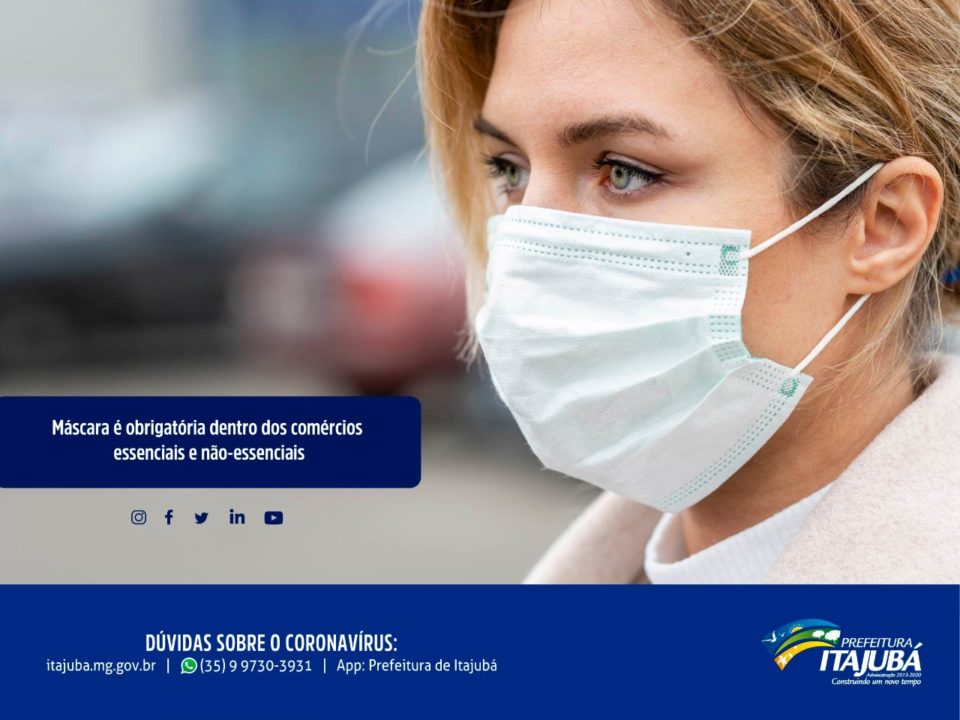 Máscara é obrigatória dentro dos comércios
essenciais e não-essenciais
DÚVIDAS SOBRE O CORONAVÍRUS:
itajuba.mg.gov.br | (35) 9 9730-3931 | App: Prefeitura de Itajubá
PREFEITURA
ITAJUBÁ
Administração 2013-2020
Construindo um novo tempo